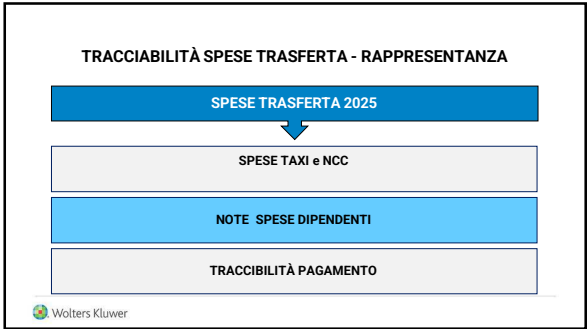 TRACCIABILITÀ SPESE TRASFERTA - RAPPRESENTANZA
SPESE TRASFERTA 2025
SPESE TAXI e NCC
NOTE SPESE DIPENDENTI
TRACCIBILITÀ PAGAMENTO
Wolters Kluwer